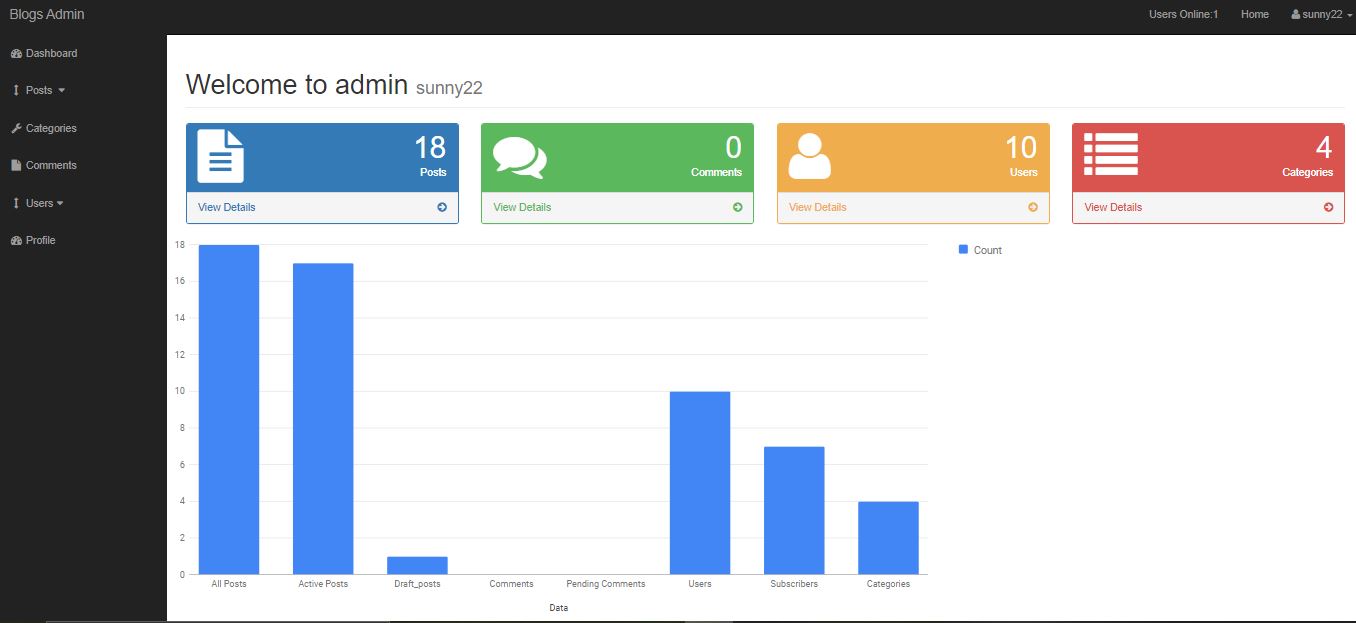 Blogs Admin
Users Online:1 Home sunny22
Dashboard
Posts
Categories
Comments
Users
Profile
Welcome to admin sunny22
18
Posts
View Details
0
Comments
View Details
10
Users
View Details
4
Categories
View Details
Count
18
16
14
12
10
8
6
4
2
0
All Posts Active Posts Draft_posts Comments Pending Comments Users Subscribers Categories
Data